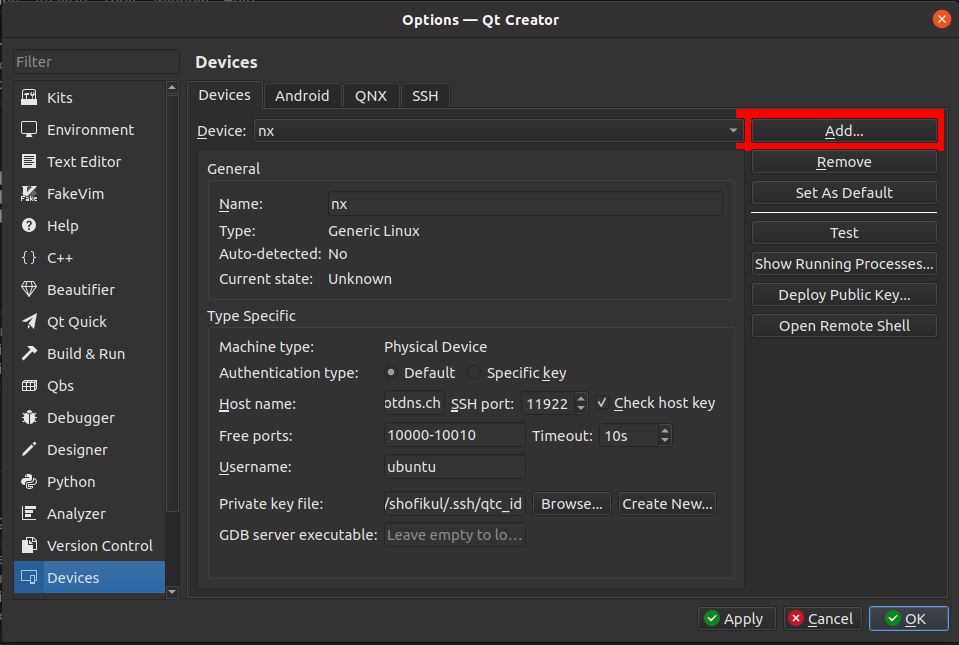 Options — Qt Creator
Filter
Kits
Environment
Text Editor
FakeVim
Help
C++
Beautifier
Qt Quick
Build & Run
Qbs
Debugger
Designer
Python
Analyzer
Version Control
Devices
Devices
Devices Android QNX SSH
Device: nx
General
Name: nx
Type: Generic Linux
Auto-detected: No
Current state: Unknown
Type Specific
Machine type: Physical Device
Authentication type: Default Specific key
Host name: otdns.ch SSH port: 11922 Check host key
Free ports: 10000-10010 Timeout: 10s
Username: ubuntu
Private key file: /shofikul/.ssh/qtc_id Browse... Create New...
GDB server executable: Leave empty to lo...
Add...
Remove
Set As Default
Test
Show Running Processes...
Deploy Public Key...
Open Remote Shell
Apply Cancel OK